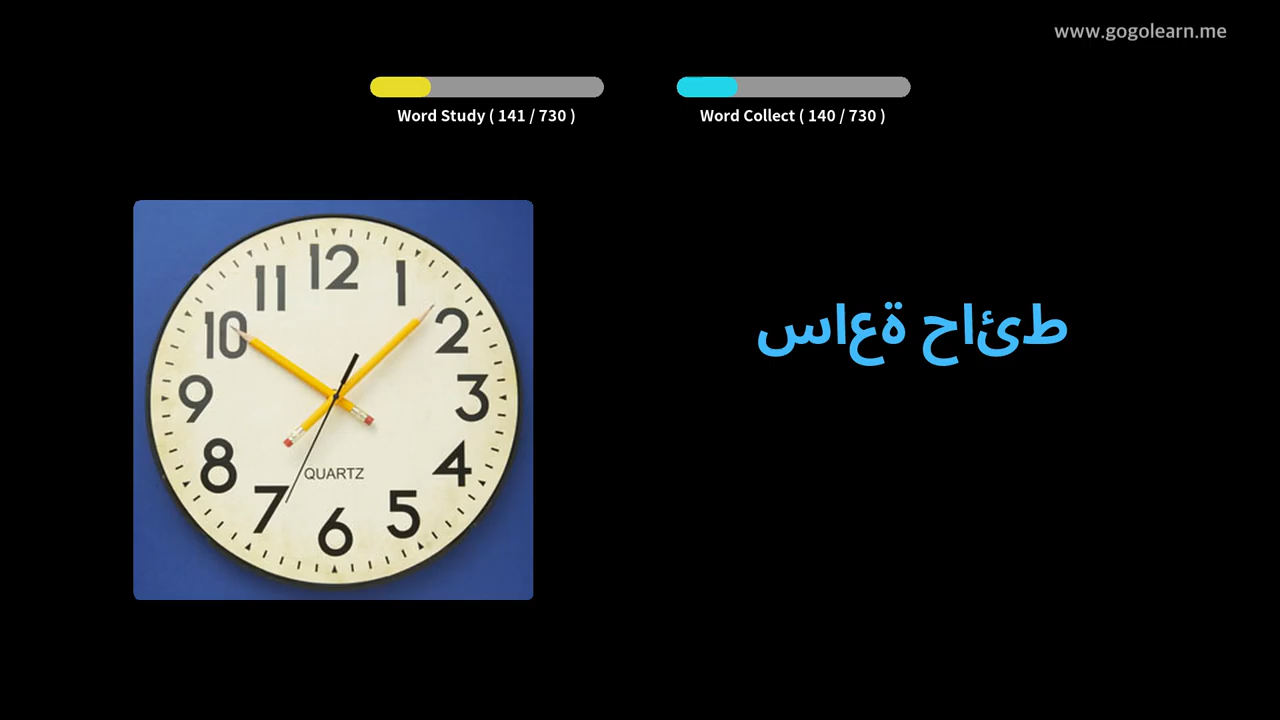 www.gogolearn.me
Word Study ( 141 / 730 )
Word Collect ( 140 / 730 )
12
11 1
10 2
9 3
8 4
QUARTZ
7 5
6
ساعة حائط